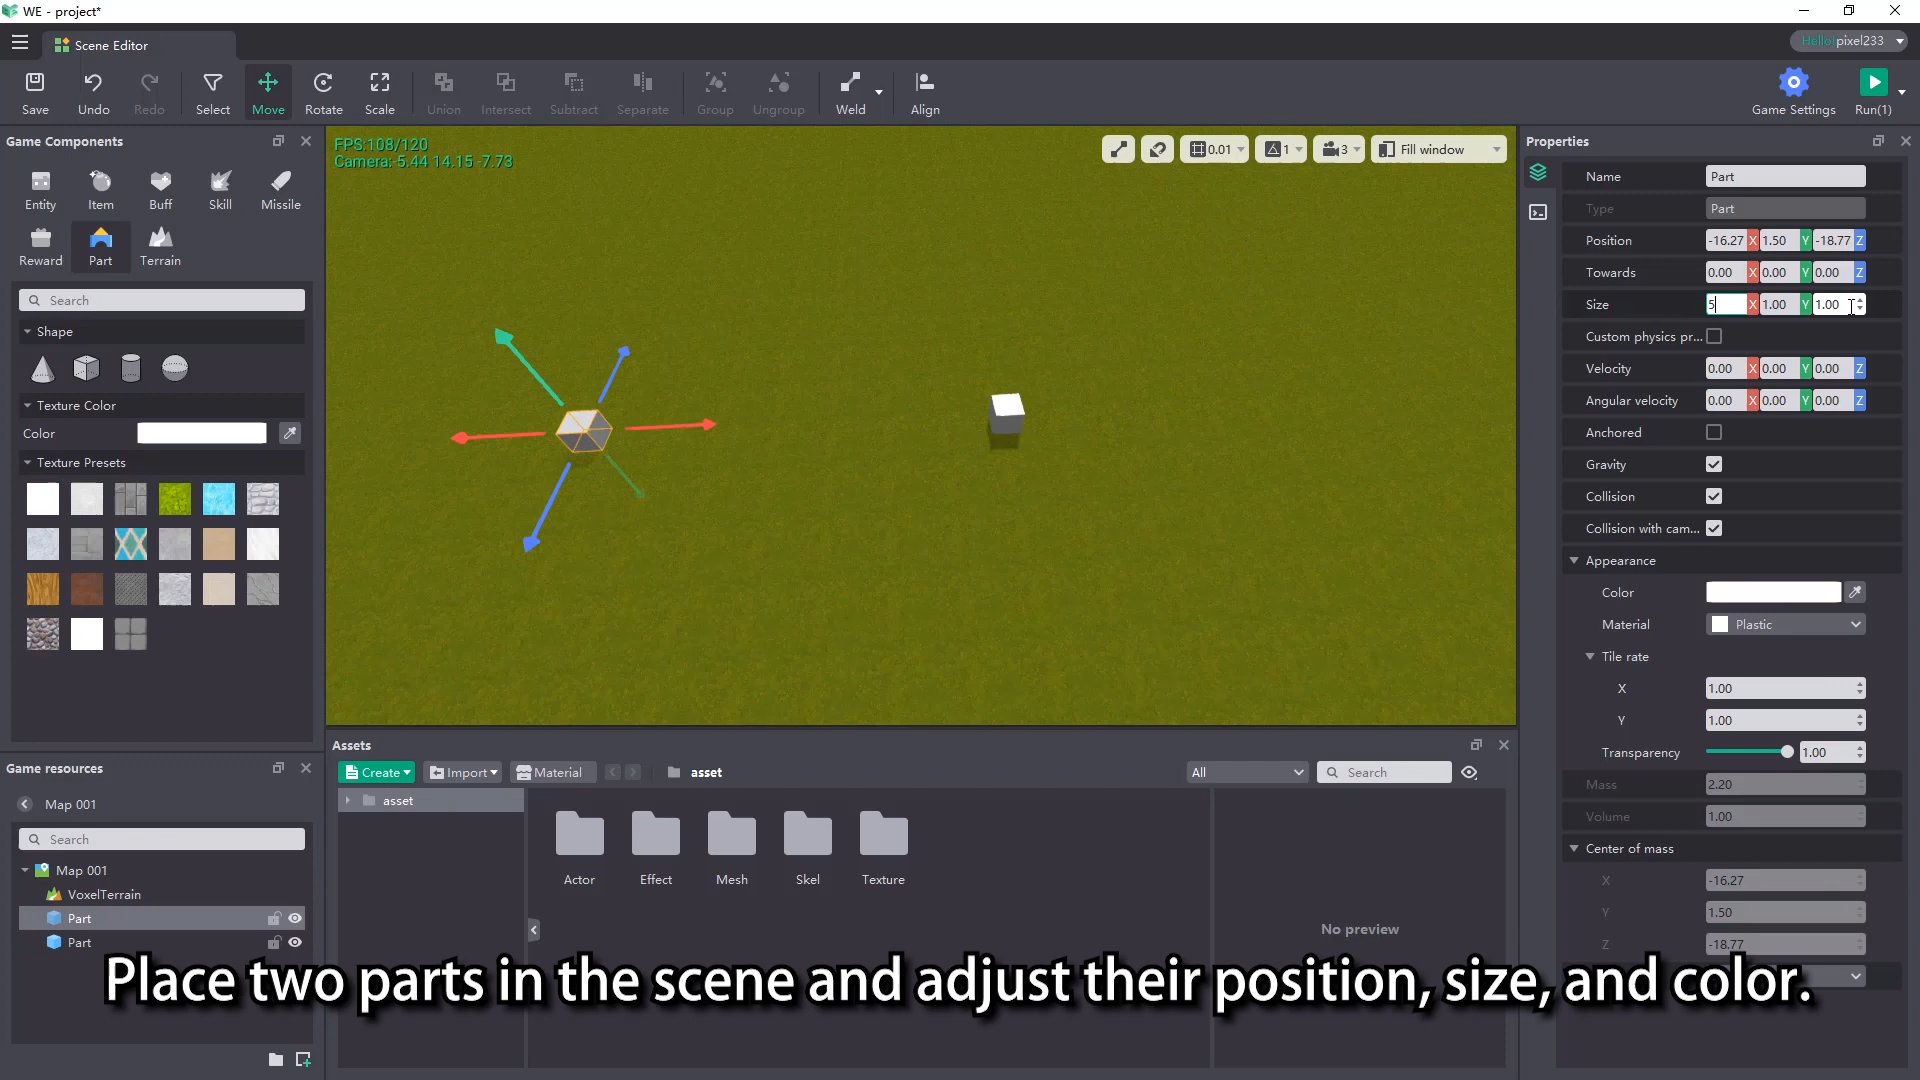 WE - project*
Scene Editor
Hello! pixel233
Save
Undo
Redo
Select
Move
Rotate
Scale
Union
Intersect
Subtract
Separate
Group
Ungroup
Weld
Align
Game Settings
Run(1)
Game Components
Entity
Item
Buff
Skill
Missile
Reward
Part
Terrain
Search
Shape
Texture Color
Color
Texture Presets
FPS:108/120
Camera:-5.44 14.15 -7.73
0.01
1
3
Fill window
Properties
Name Part
Type Part
Position -16.27 X 1.50 Y -18.77 Z
Towards 0.00 X 0.00 Y 0.00 Z
Size 5 X 1.00 Y 1.00
Custom physics pr...
Velocity 0.00 X 0.00 Y 0.00 Z
Angular velocity 0.00 X 0.00 Y 0.00 Z
Anchored
Gravity
Collision
Collision with cam...
Appearance
Color
Material Plastic
Tile rate
X 1.00
Y 1.00
Transparency 1.00
Mass 2.20
Volume 1.00
Center of mass
X -16.27
Y 1.50
Z -18.77
Game resources
Map 001
Search
Map 001
VoxelTerrain
Part
Part
Assets
Create
Import
Material
asset
All
Search
asset
Actor
Effect
Mesh
Skel
Texture
No preview
Place two parts in the scene and adjust their position, size, and color.